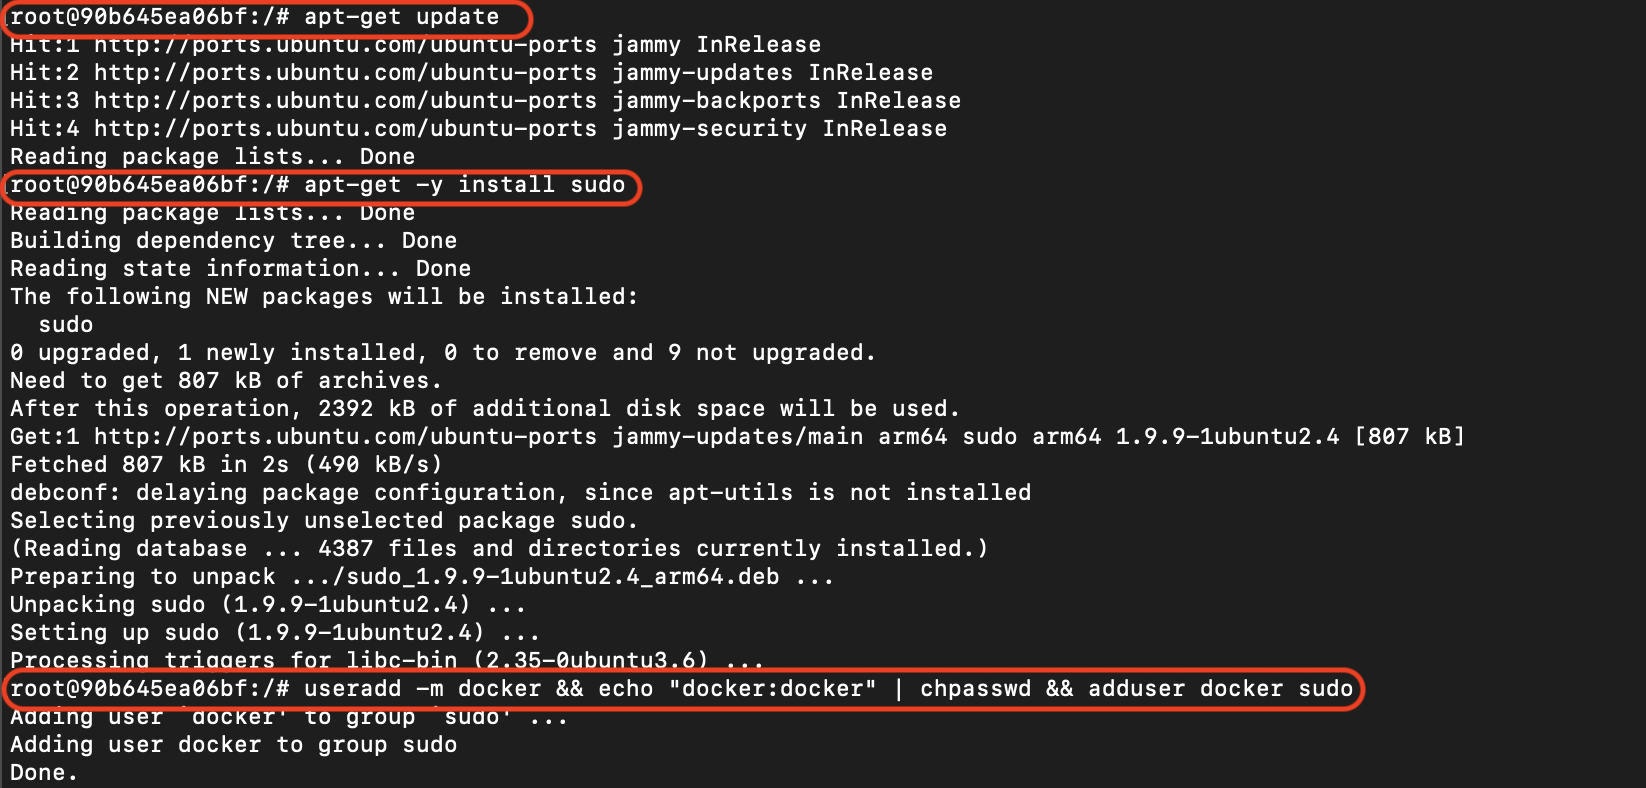 root@90b645ea06bf:/# apt-get update
Hit:1 http://ports.ubuntu.com/ubuntu-ports jammy InRelease
Hit:2 http://ports.ubuntu.com/ubuntu-ports jammy-updates InRelease
Hit:3 http://ports.ubuntu.com/ubuntu-ports jammy-backports InRelease
Hit:4 http://ports.ubuntu.com/ubuntu-ports jammy-security InRelease
Reading package lists... Done
root@90b645ea06bf:/# apt-get -y install sudo
Reading package lists... Done
Building dependency tree... Done
Reading state information... Done
The following NEW packages will be installed:
  sudo
0 upgraded, 1 newly installed, 0 to remove and 9 not upgraded.
Need to get 807 kB of archives.
After this operation, 2392 kB of additional disk space will be used.
Get:1 http://ports.ubuntu.com/ubuntu-ports jammy-updates/main arm64 sudo arm64 1.9.9-1ubuntu2.4 [807 kB]
Fetched 807 kB in 2s (490 kB/s)
debconf: delaying package configuration, since apt-utils is not installed
Selecting previously unselected package sudo.
(Reading database ... 4387 files and directories currently installed.)
Preparing to unpack .../sudo_1.9.9-1ubuntu2.4_arm64.deb ...
Unpacking sudo (1.9.9-1ubuntu2.4) ...
Setting up sudo (1.9.9-1ubuntu2.4) ...
Processing triggers for libc-bin (2.35-0ubuntu3.6) ...
root@90b645ea06bf:/# useradd -m docker && echo "docker:docker" | chpasswd && adduser docker sudo
Adding user `docker' to group `sudo' ...
Adding user docker to group sudo
Done.